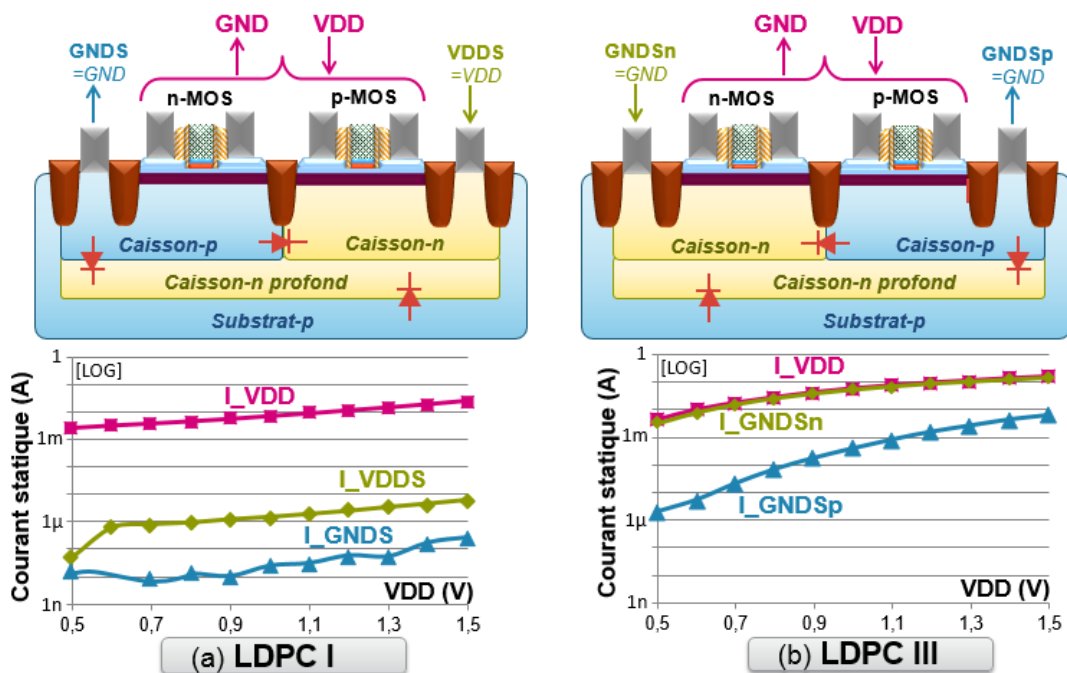 GND VDD
GNDS
=GND
VDDS
=VDD
n-MOS
p-MOS
Caisson-p
Caisson-n
Caisson-n profond
Substrat-p
Courant statique (A)
[LOG]
1
1m
1µ
1n
I_VDD
I_VDDS
I_GNDS
VDD (V)
0,5 0,7 0,9 1,1 1,3 1,5
(a) LDPC I
GND VDD
GNDSn
=GND
GNDSp
=GND
n-MOS
p-MOS
Caisson-n
Caisson-p
Caisson-n profond
Substrat-p
Courant statique (A)
[LOG]
1
1m
1µ
1n
I_VDD
I_GNDSn
I_GNDSp
VDD (V)
0,5 0,7 0,9 1,1 1,3 1,5
(b) LDPC III